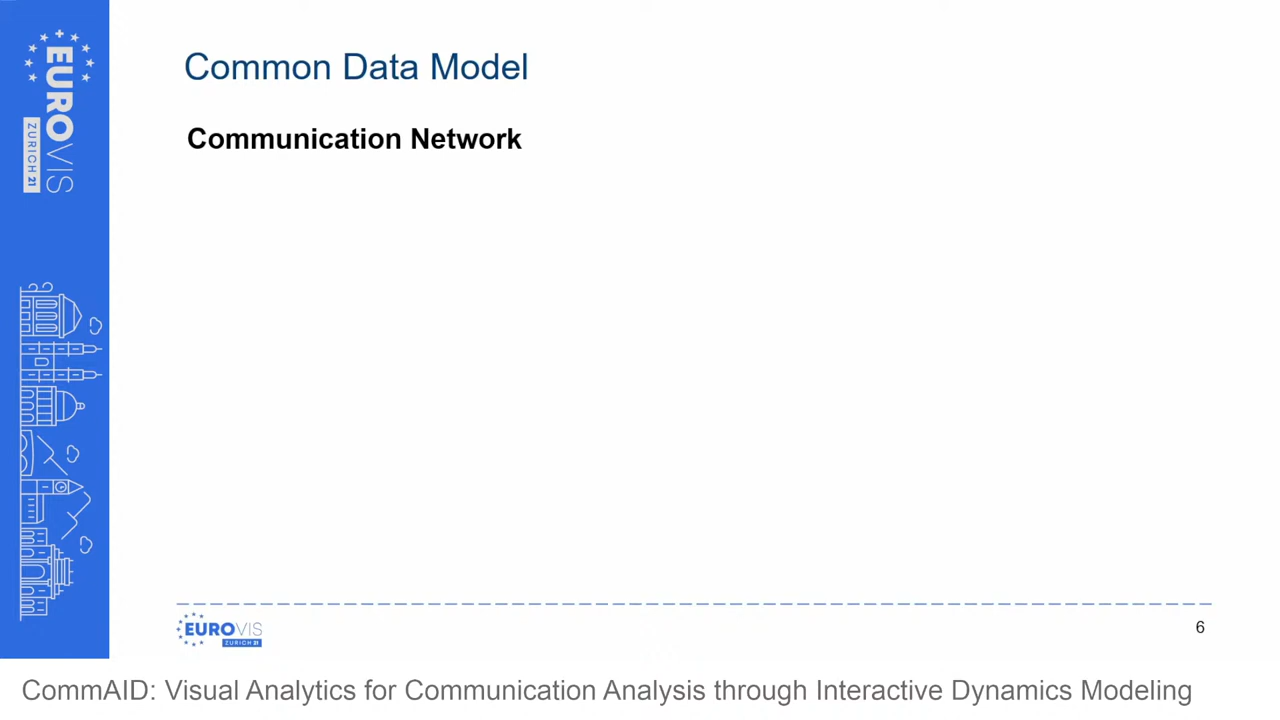 EUROVIS
ZURICH 21
Common Data Model
Communication Network
EUROVIS
ZURICH 21
6
CommAID: Visual Analytics for Communication Analysis through Interactive Dynamics Modeling